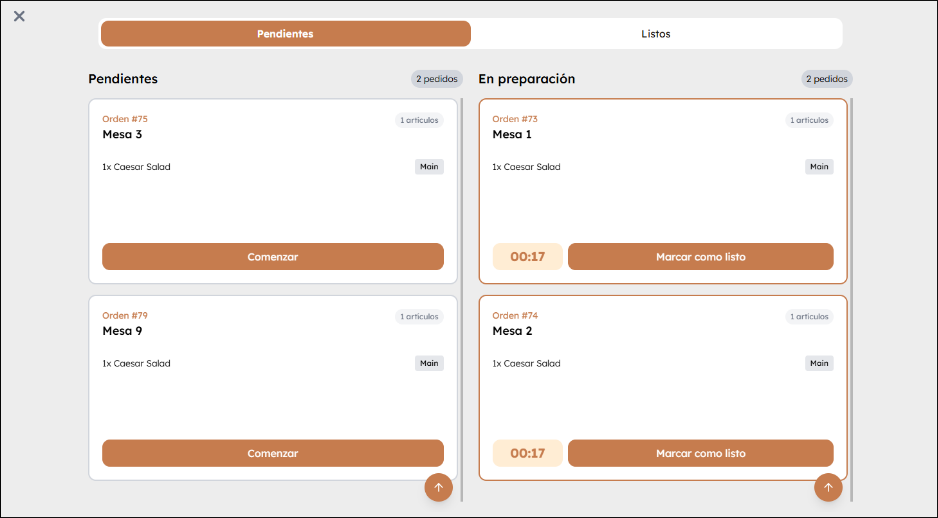 Pendientes
Listos
Pendientes
2 pedidos
Orden #75
1 artículos
Mesa 3
1x Caesar Salad
Main
Comenzar
Orden #79
1 artículos
Mesa 9
1x Caesar Salad
Main
Comenzar
En preparación
2 pedidos
Orden #73
1 artículos
Mesa 1
1x Caesar Salad
Main
00:17
Marcar como listo
Orden #74
1 artículos
Mesa 2
1x Caesar Salad
Main
00:17
Marcar como listo